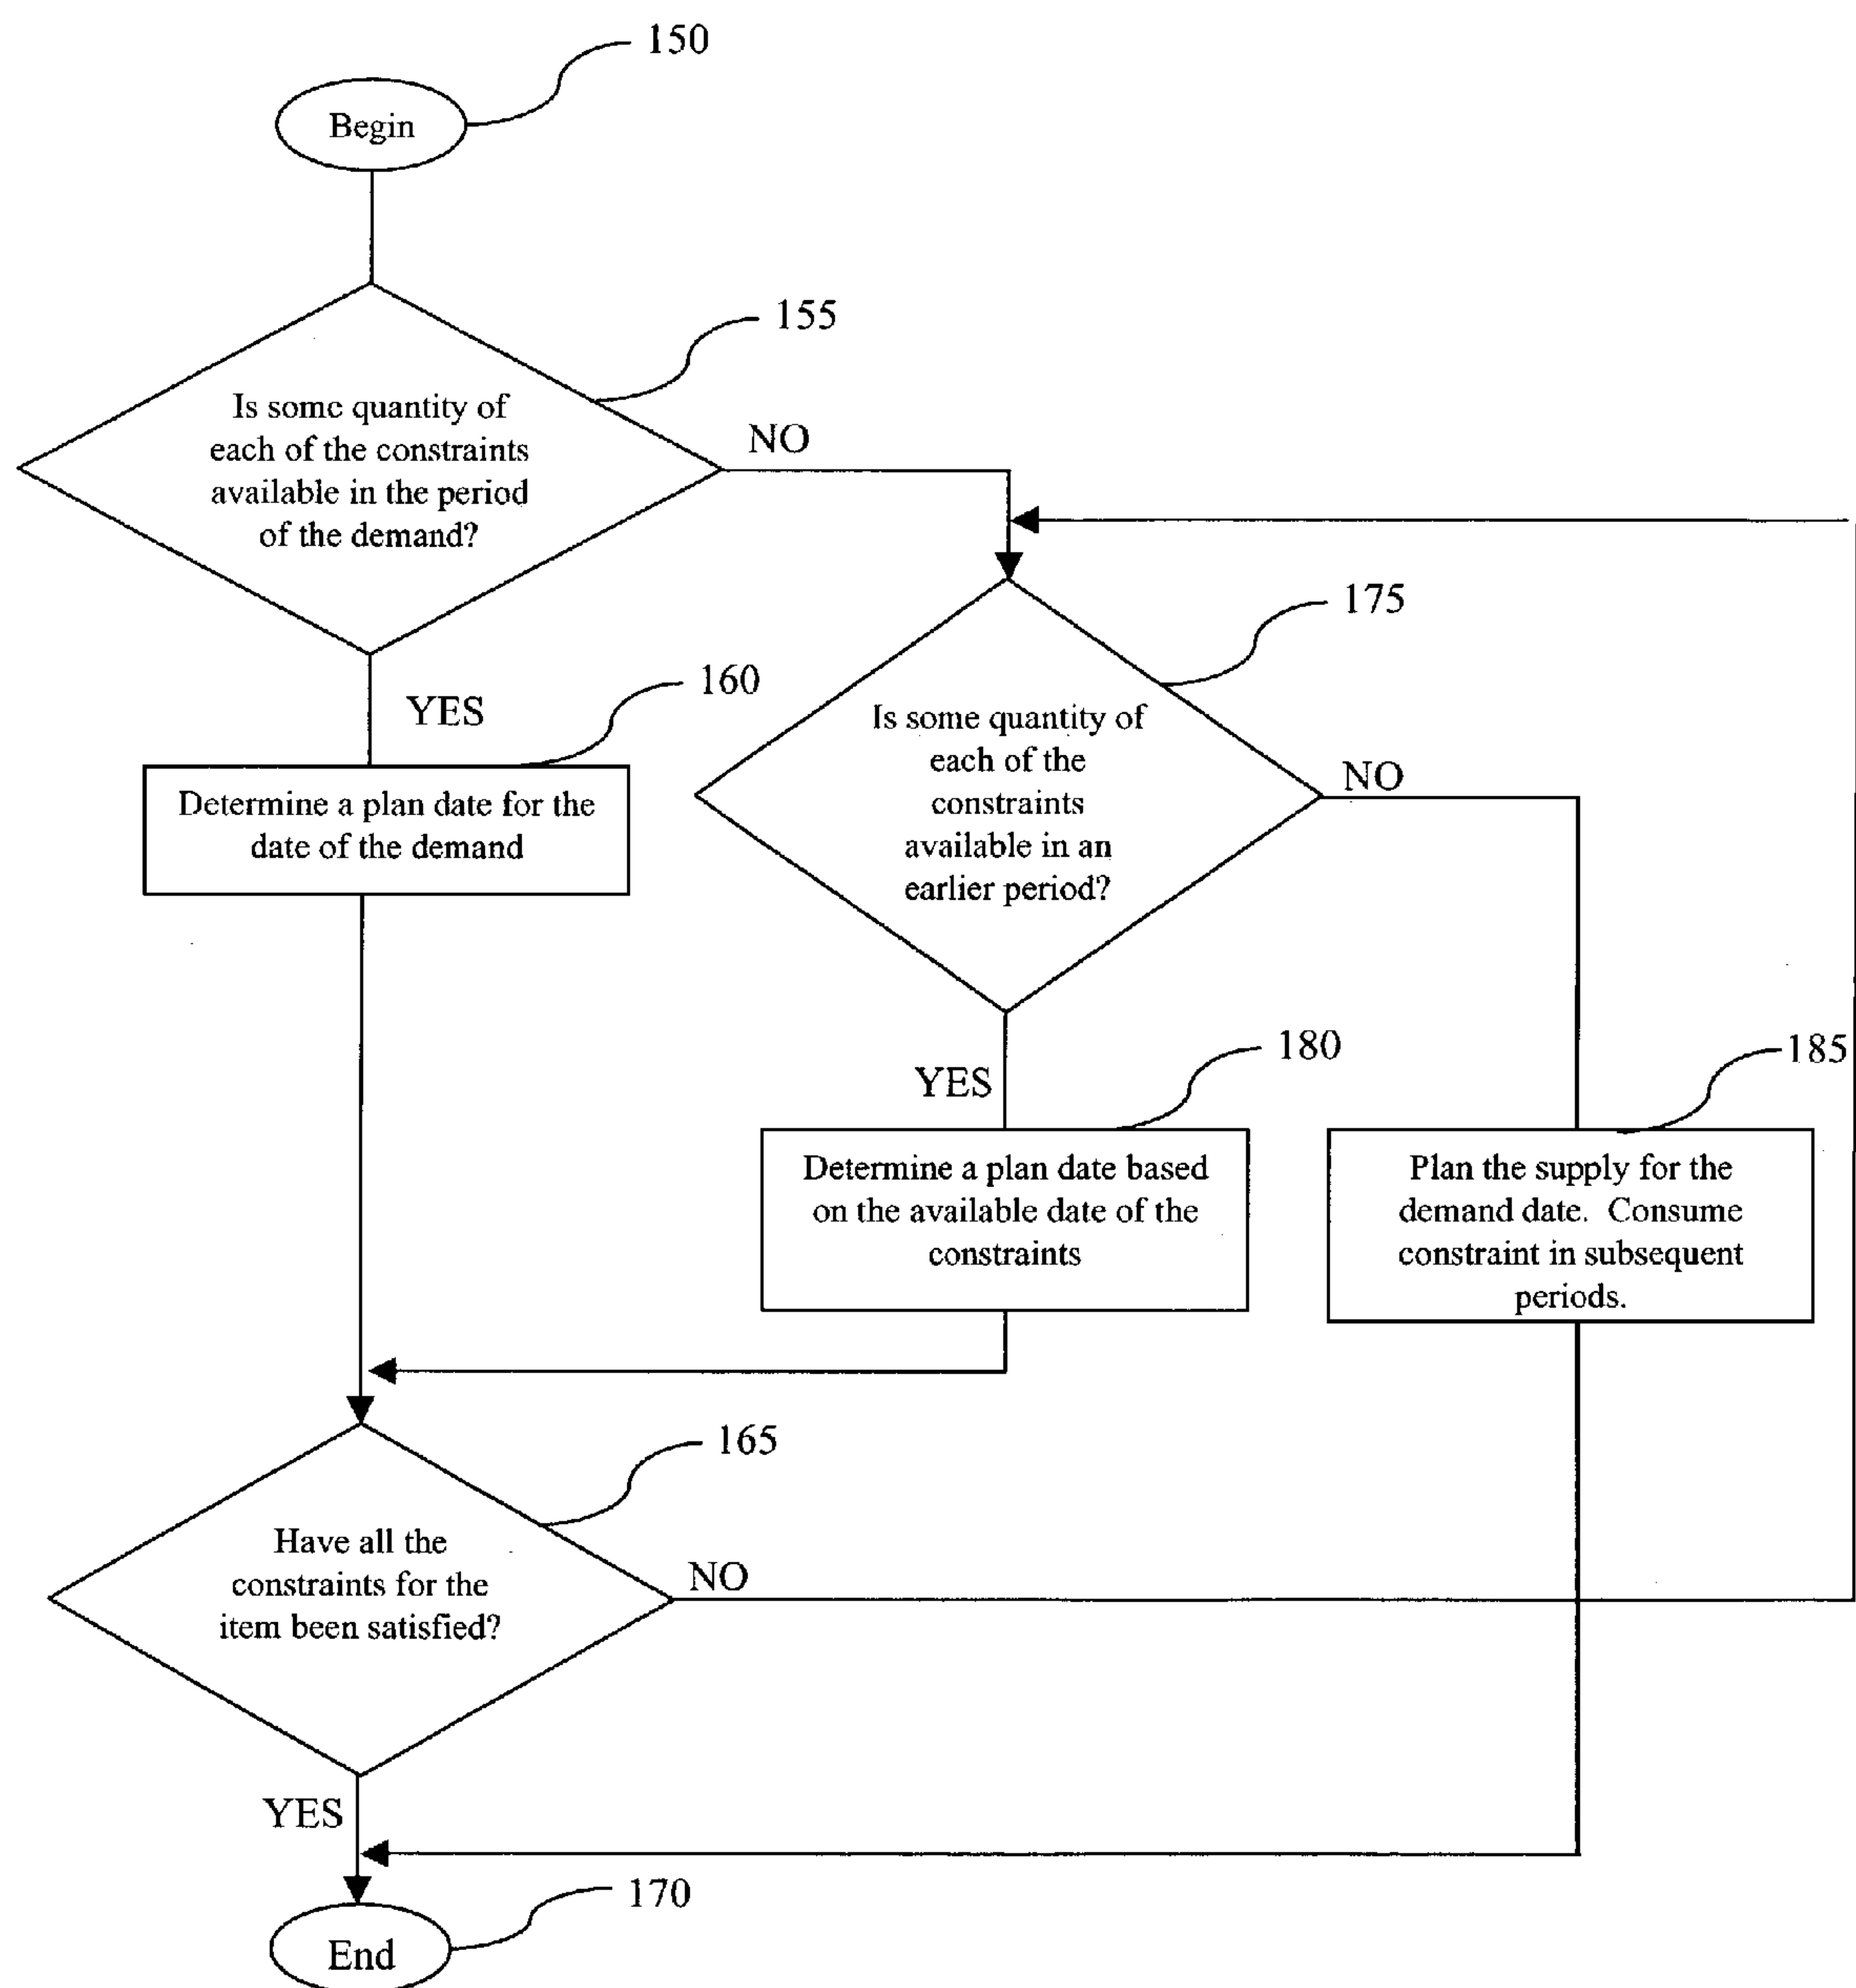 150
Begin
155
Is some quantity of
each of the constraints
available in the period
of the demand?
NO
YES
160
Determine a plan date for the
date of the demand
175
Is some quantity of
each of the
constraints
available in an
earlier period?
NO
YES
180
Determine a plan date based
on the available date of the
constraints
185
Plan the supply for the
demand date. Consume
constraint in subsequent
periods.
165
Have all the
constraints for the
item been satisfied?
NO
YES
170
End